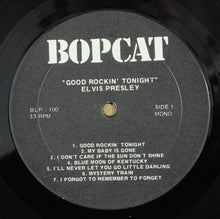 BOPCAT
"GOOD ROCKIN' TONIGHT"
ELVIS PRESLEY
BLP - 100
33 RPM
SIDE 1
MONO
1. GOOD ROCKIN' TONIGHT
2. MY BABY IS GONE
3. I DON'T CARE IF THE SUN DON'T SHINE
4. BLUE MOON OF KENTUCKY
5. I'LL NEVER LET YOU GO LITTLE DARLING
6. MYSTERY TRAIN
7. I FORGOT TO REMEMBER TO FORGET